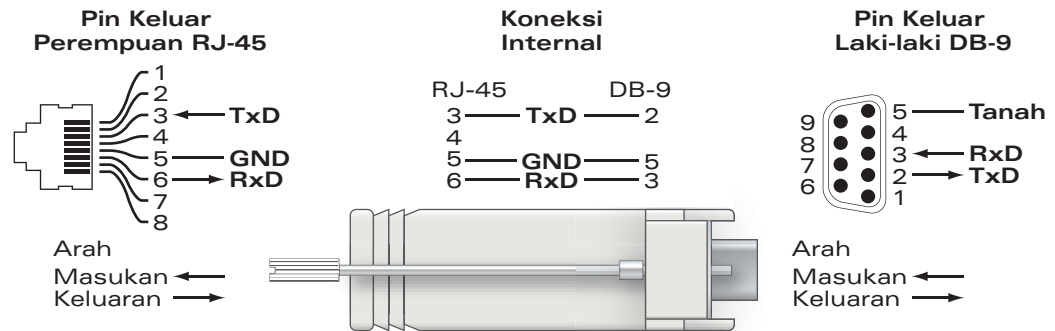 Pin Keluar
Perempuan RJ-45
1
2
3 TxD
4
5 GND
6 RxD
7
8
Arah
Masukan
Keluaran
Koneksi
Internal
RJ-45 DB-9
3 TxD 2
4
5 GND 5
6 RxD 3
Pin Keluar
Laki-laki DB-9
5 Tanah
9
4
8
3 RxD
7
2 TxD
6
1
Arah
Masukan
Keluaran